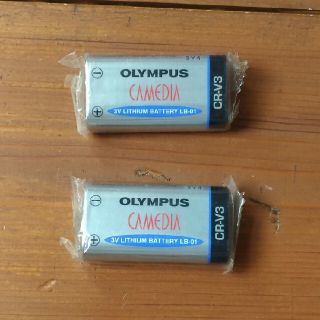 OLYMPUS
CAMEDIA
3V LITHIUM BATTERY LB-01
CR-V3
OLYMPUS
CAMEDIA
3V LITHIUM BATTERY LB-01
CR-V3